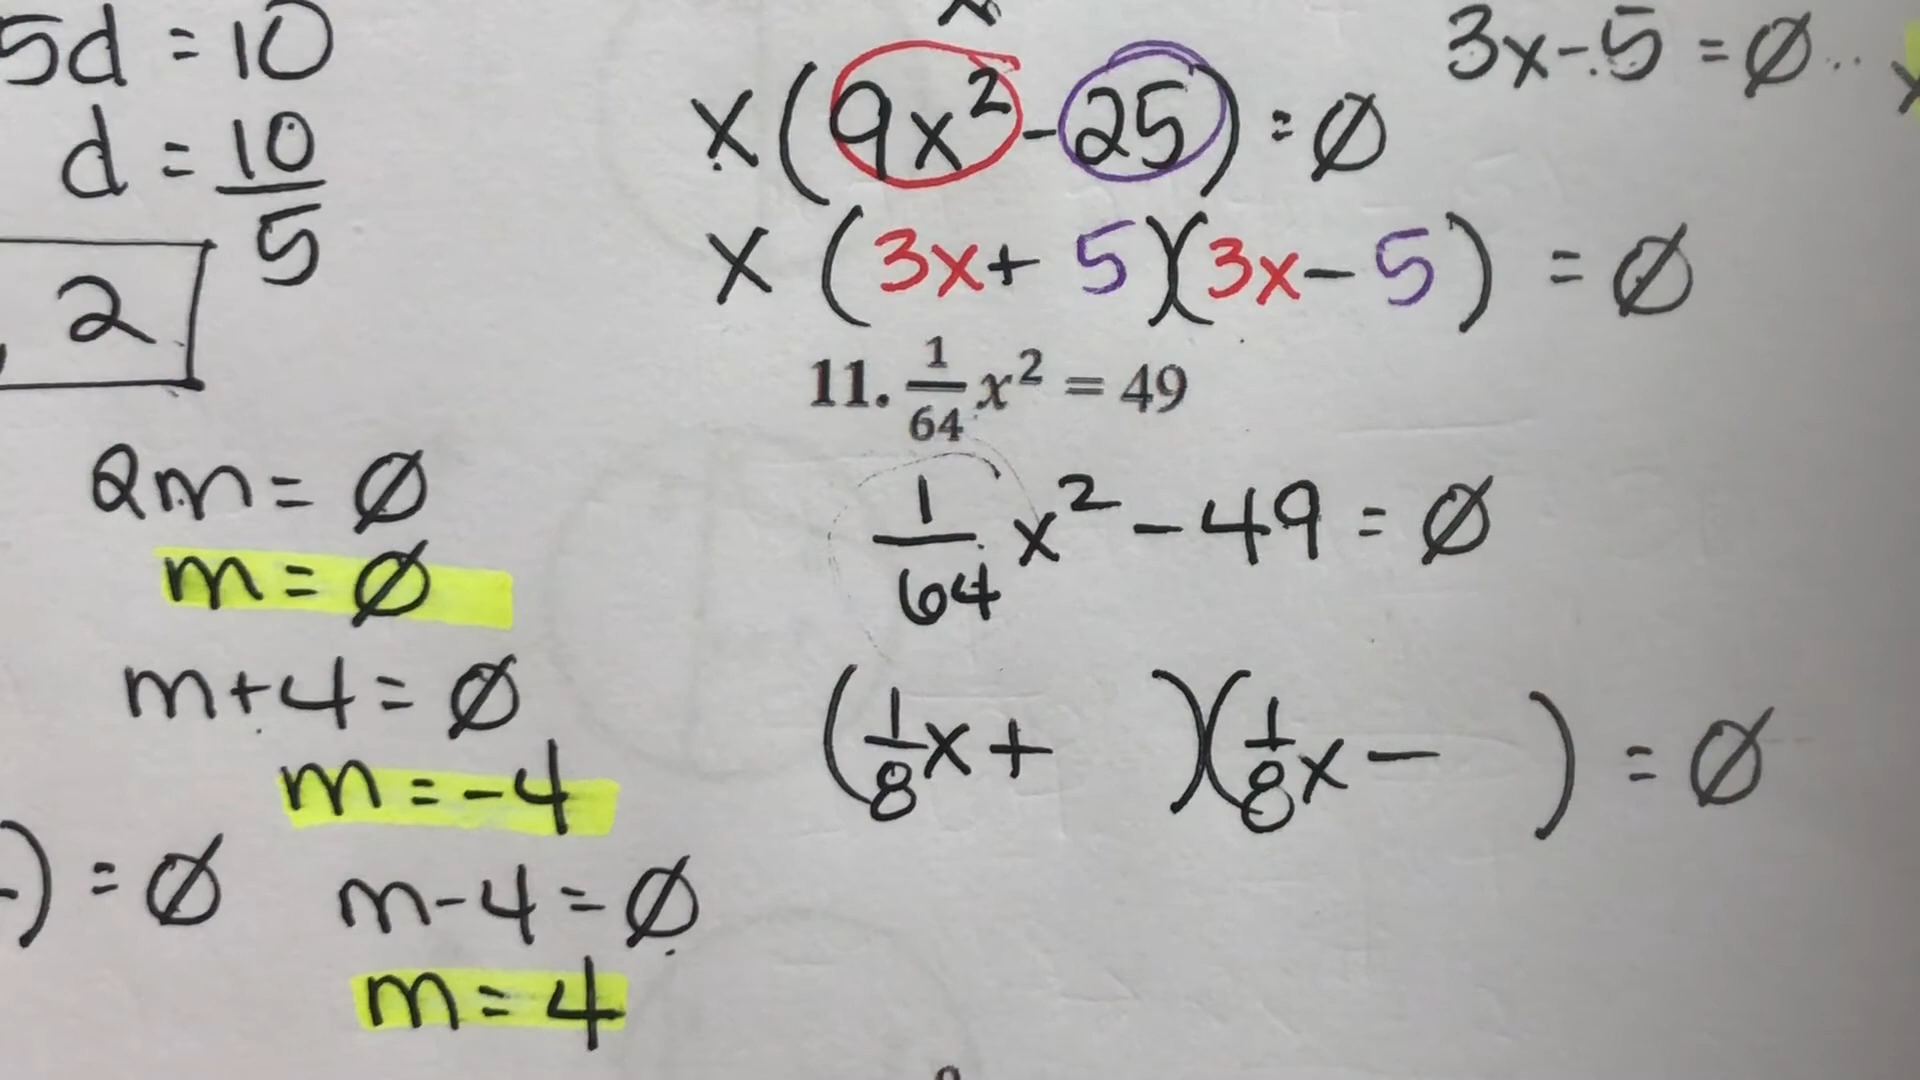 5d = 10
d = 10/5
2
2m = Ø
m = Ø
m+4 = Ø
m = -4
) = Ø
m-4 = Ø
m = 4
x(9x²-25) = Ø
3x-5 = Ø..
x(3x+5)(3x-5) = Ø
11. 1/64 x² = 49
1/64 x² - 49 = Ø
(1/8x+ )(1/8x- ) = Ø